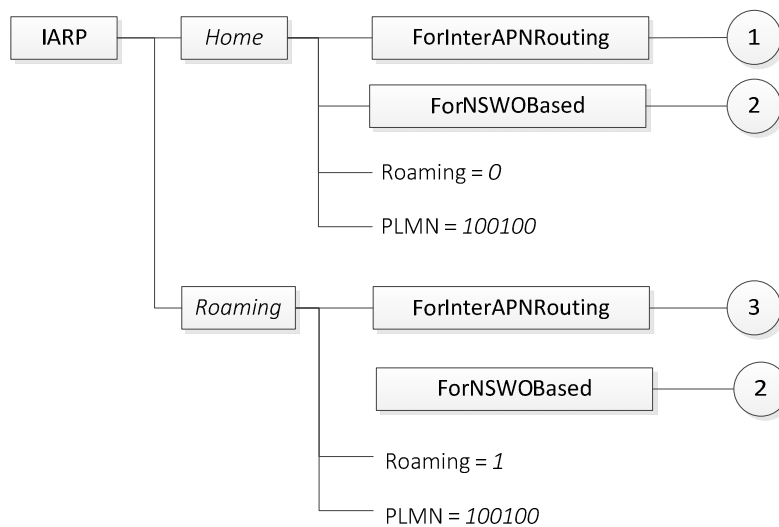 IARP Home ForInterAPNRouting 1
ForNSWOBased 2
Roaming = 0
PLMN = 100100
Roaming ForInterAPNRouting 3
ForNSWOBased 2
Roaming = 1
PLMN = 100100